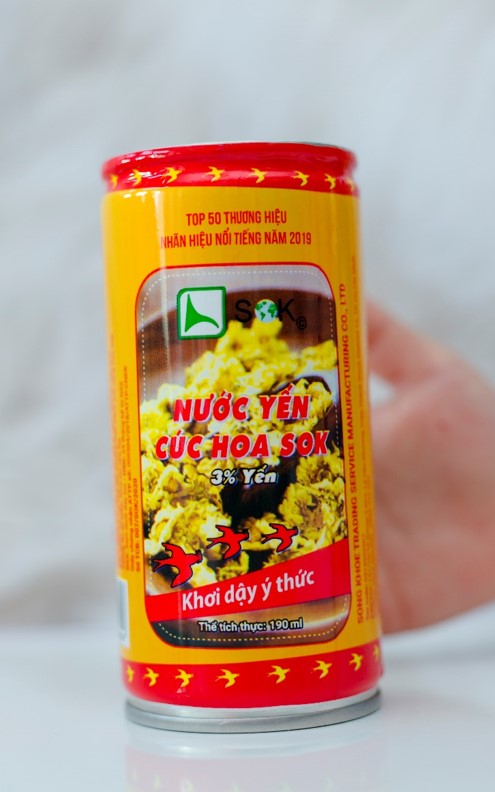 TOP 50 THƯƠNG HIỆU
NHÃN HIỆU NỔI TIẾNG NĂM 2019
SOK
NƯỚC YẾN
CÚC HOA SOK
3% Yến
Khơi dậy ý thức
Thể tích thực: 190 ml
SONG KHOE TRADING SERVICE MANUFACTURING CO., LTD